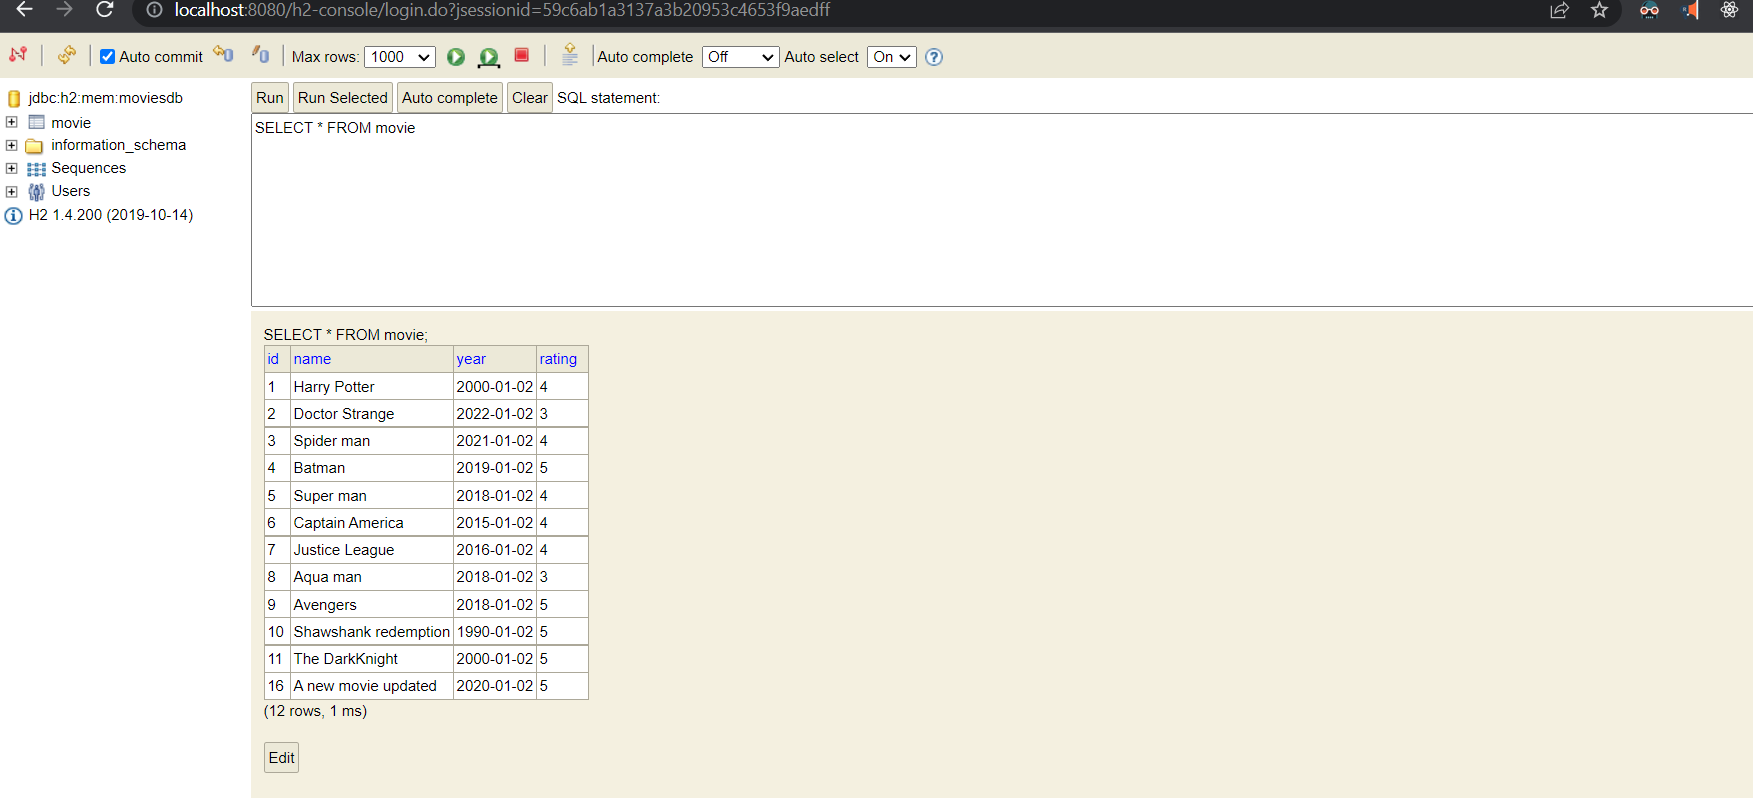 localhost:8080/h2-console/login.do?jsessionid=59c6ab1a3137a3b20953c4653f9aedff
Auto commit Max rows: 1000 Auto complete Off Auto select On ?
jdbc:h2:mem:moviesdb
movie
information_schema
Sequences
Users
H2 1.4.200 (2019-10-14)
Run Run Selected Auto complete Clear SQL statement:
SELECT * FROM movie
SELECT * FROM movie;
id name year rating
1 Harry Potter 2000-01-02 4
2 Doctor Strange 2022-01-02 3
3 Spider man 2021-01-02 4
4 Batman 2019-01-02 5
5 Super man 2018-01-02 4
6 Captain America 2015-01-02 4
7 Justice League 2016-01-02 4
8 Aqua man 2018-01-02 3
9 Avengers 2018-01-02 5
10 Shawshank redemption 1990-01-02 5
11 The DarkKnight 2000-01-02 5
16 A new movie updated 2020-01-02 5
(12 rows, 1 ms)
Edit